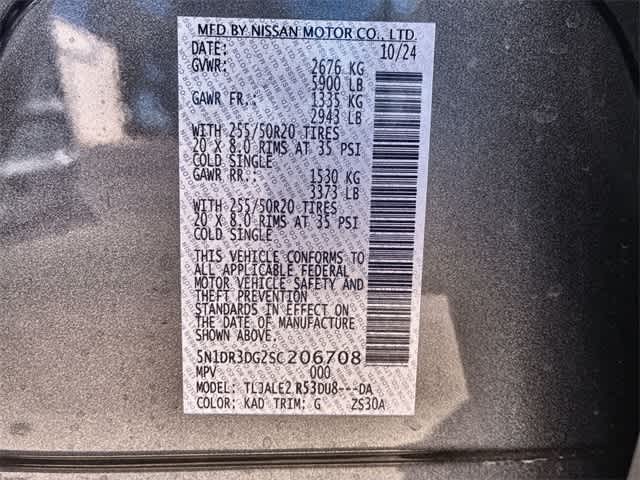 MFD BY NISSAN MOTOR CO., LTD.
DATE: 10/24
GVWR: 2676 KG
5900 LB
GAWR FR.: 1335 KG
2943 LB
WITH 255/50R20 TIRES
20 X 8.0 RIMS AT 35 PSI
COLD SINGLE
GAWR RR.: 1530 KG
3373 LB
WITH 255/50R20 TIRES
20 X 8.0 RIMS AT 35 PSI
COLD SINGLE
THIS VEHICLE CONFORMS TO
ALL APPLICABLE FEDERAL
MOTOR VEHICLE SAFETY AND
THEFT PREVENTION
STANDARDS IN EFFECT ON
THE DATE OF MANUFACTURE
SHOWN ABOVE.
5N1DR3DG2SC206708
MPV 000
MODEL: TLJALE2 R53DU8---DA
COLOR: KAD TRIM: G ZS30A